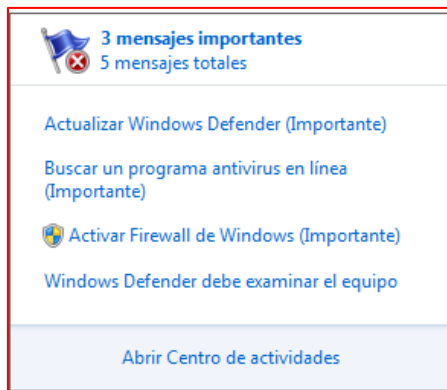 3 mensajes importantes
5 mensajes totales
Actualizar Windows Defender (Importante)
Buscar un programa antivirus en línea
(Importante)
Activar Firewall de Windows (Importante)
Windows Defender debe examinar el equipo
Abrir Centro de actividades